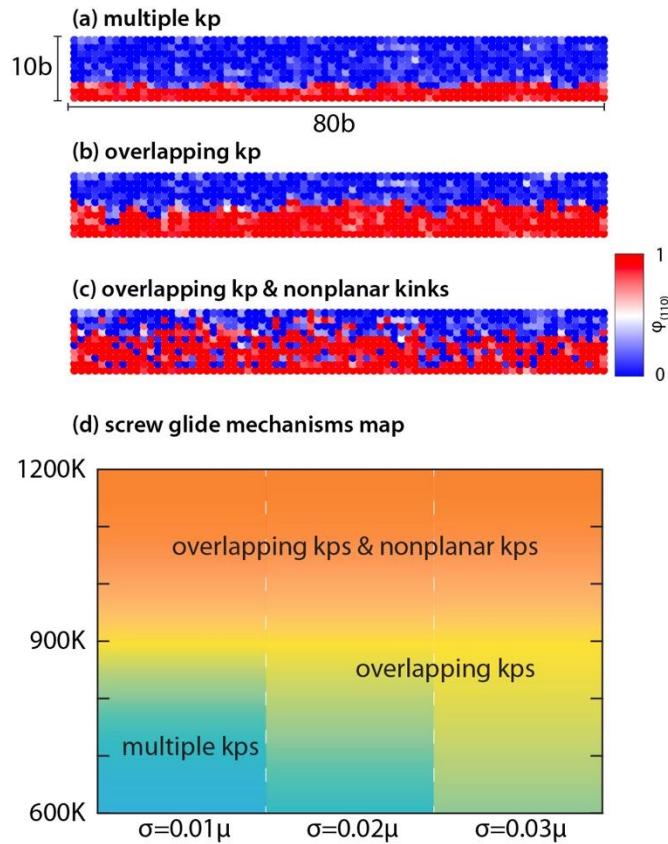 (a) multiple kp
10b
80b
(b) overlapping kp
(c) overlapping kp & nonplanar kinks
1
φ(110)
0
(d) screw glide mechanisms map
1200K
overlapping kps & nonplanar kps
900K
overlapping kps
multiple kps
600K
σ=0.01μ σ=0.02μ σ=0.03μ